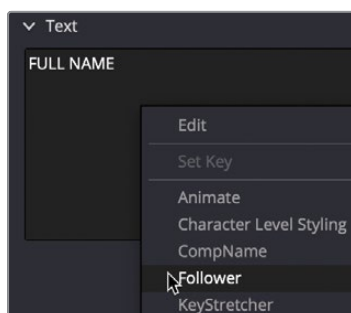 Text
FULL NAME
Edit
Set Key
Animate
Character Level Styling
CompName
Follower
KeyStretcher